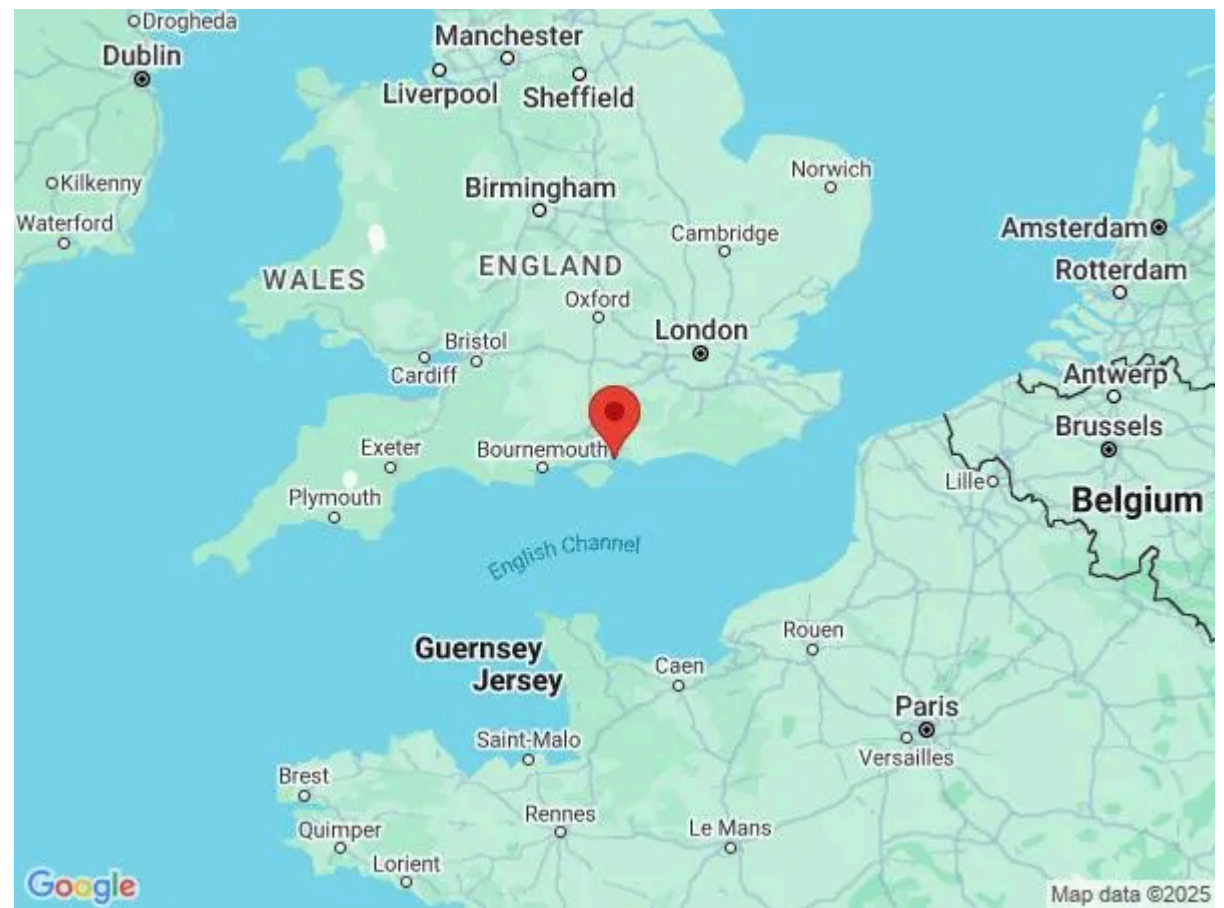 Drogheda
Dublin
Manchester
Liverpool
Sheffield
Kilkenny
Waterford
Norwich
Birmingham
Cambridge
Amsterdam
Rotterdam
WALES
ENGLAND
Oxford
London
Bristol
Cardiff
Antwerp
Brussels
Exeter
Bournemouth
Plymouth
Lille
Belgium
English Channel
Guernsey
Jersey
Rouen
Caen
Paris
Versailles
Saint-Malo
Brest
Rennes
Le Mans
Quimper
Lorient
Google
Map data ©2025